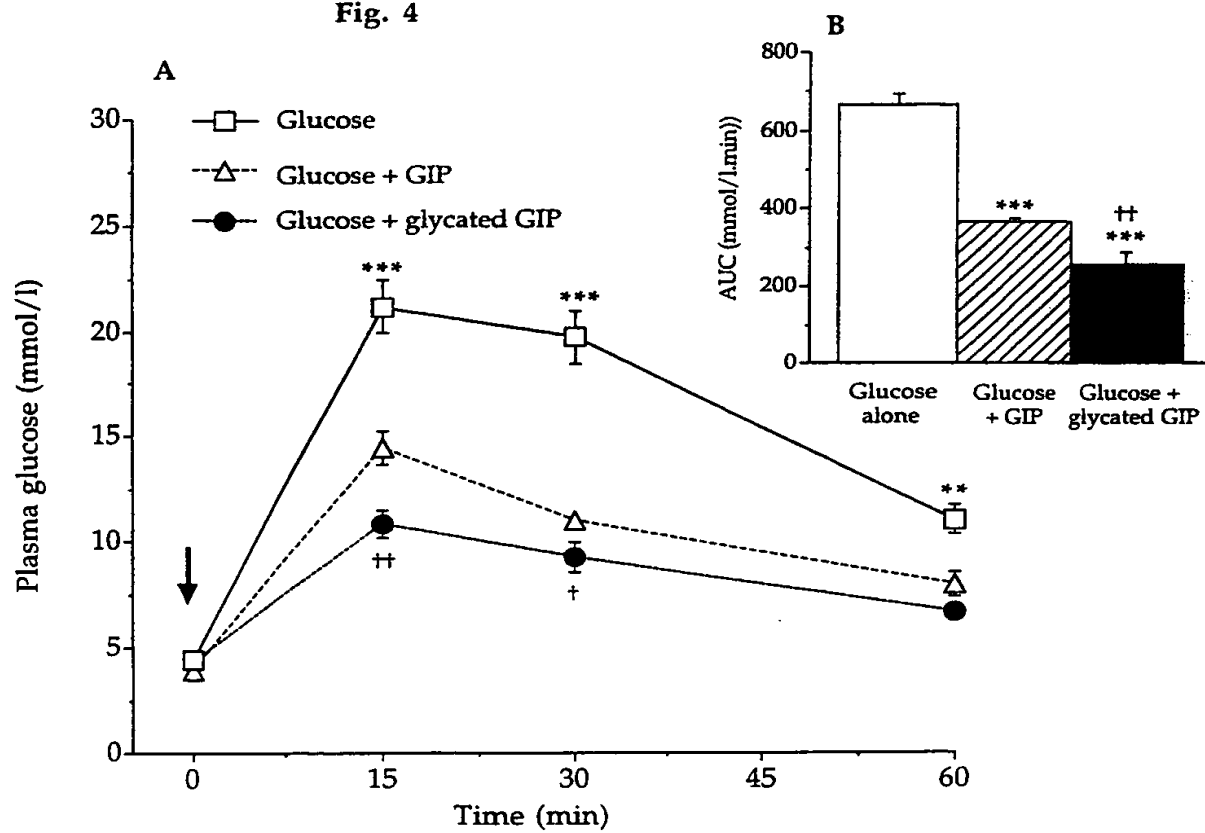 Fig. 4
A
Glucose
Glucose + GIP
Glucose + glycated GIP
Plasma glucose (mmol/l)
30
25
20
15
10
5
0
***
***
**
††
†
0 15 30 45 60
Time (min)
B
AUC (mmol/l.min))
800
600
400
200
0
***
††
***
Glucose alone
Glucose + GIP
Glucose + glycated GIP